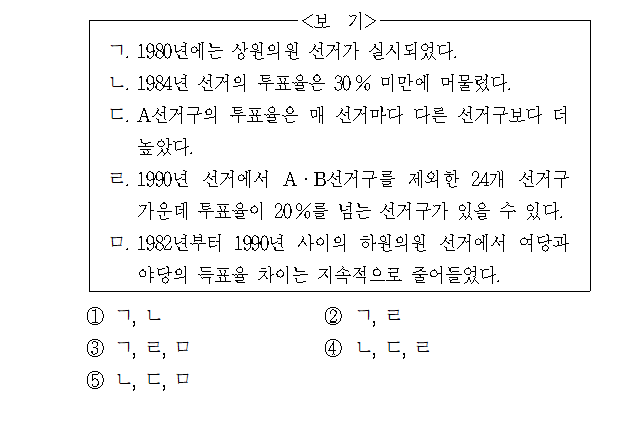 <보 기>
ㄱ. 1980년에는 상원의원 선거가 실시되었다.
ㄴ. 1984년 선거의 투표율은 30% 미만에 머물렀다.
ㄷ. A선거구의 투표율은 매 선거마다 다른 선거구보다 더
높았다.
ㄹ. 1990년 선거에서 A·B선거구를 제외한 24개 선거구
가운데 투표율이 20%를 넘는 선거구가 있을 수 있다.
ㅁ. 1982년부터 1990년 사이의 하원의원 선거에서 여당과
야당의 득표율 차이는 지속적으로 줄어들었다.
① ㄱ, ㄴ ② ㄱ, ㄹ
③ ㄱ, ㄹ, ㅁ ④ ㄴ, ㄷ, ㄹ
⑤ ㄴ, ㄷ, ㅁ